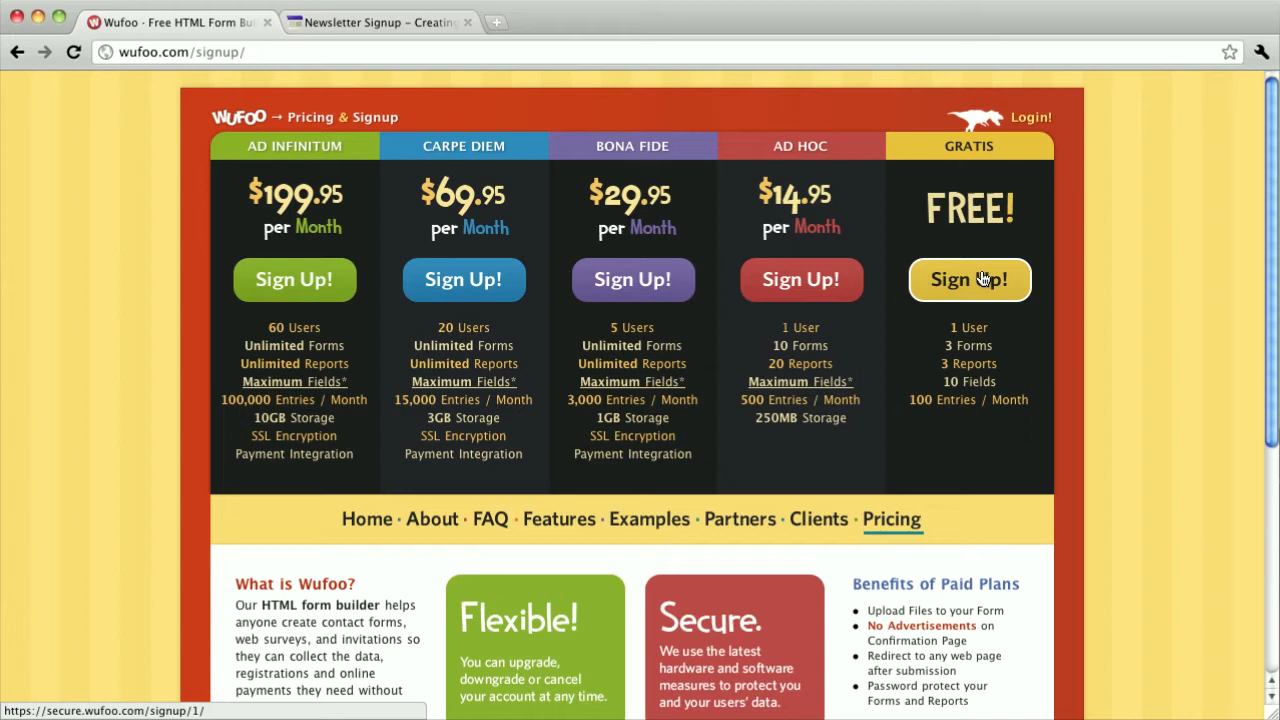 Wufoo · Free HTML Form Bui
Newsletter Signup – Creating
wufoo.com/signup/
WUFOO → Pricing & Signup
Login!
AD INFINITUM
CARPE DIEM
BONA FIDE
AD HOC
GRATIS
$199.95
per Month
Sign Up!
60 Users
Unlimited Forms
Unlimited Reports
Maximum Fields*
100,000 Entries / Month
10GB Storage
SSL Encryption
Payment Integration
$69.95
per Month
Sign Up!
20 Users
Unlimited Forms
Unlimited Reports
Maximum Fields*
15,000 Entries / Month
3GB Storage
SSL Encryption
Payment Integration
$29.95
per Month
Sign Up!
5 Users
Unlimited Forms
Unlimited Reports
Maximum Fields*
3,000 Entries / Month
1GB Storage
SSL Encryption
Payment Integration
$14.95
per Month
Sign Up!
1 User
10 Forms
20 Reports
Maximum Fields*
500 Entries / Month
250MB Storage
FREE!
Sign Up!
1 User
3 Forms
3 Reports
10 Fields
100 Entries / Month
Home · About · FAQ · Features · Examples · Partners · Clients · Pricing
What is Wufoo?
Our HTML form builder helps
anyone create contact forms,
web surveys, and invitations so
they can collect the data,
registrations and online
payments they need without
Flexible!
You can upgrade,
downgrade or cancel
your account at any time.
Secure.
We use the latest
hardware and software
measures to protect you
and your users' data.
Benefits of Paid Plans
• Upload Files to your Form
• No Advertisements on
Confirmation Page
• Redirect to any web page
after submission
• Password protect your
Forms and Reports
https://secure.wufoo.com/signup/1/